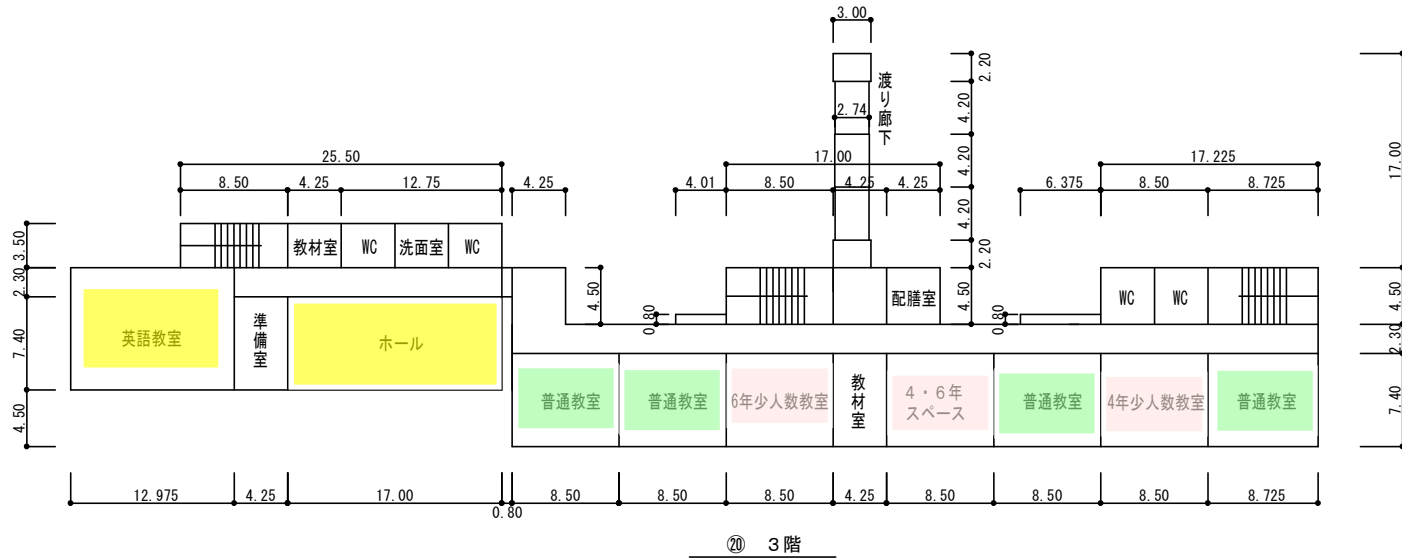 3.00
2.20
渡り廊下
4.20
2.74
4.20
17.00
25.50
17.00
17.225
4.20
8.50
4.25
12.75
4.25
4.01
8.50
4.25
4.25
6.375
8.50
8.725
4.20
3.50
教材室
WC
洗面室
WC
2.20
2.30
4.50
配膳室
4.50
WC
WC
4.50
0.80
0.80
英語教室
準備室
ホール
7.40
2.30
普通教室
普通教室
6年少人数教室
教材室
4・6年
スペース
普通教室
4年少人数教室
普通教室
7.40
4.50
12.975
4.25
17.00
0.80
8.50
8.50
8.50
4.25
8.50
8.50
8.50
8.725
⑳ 3階